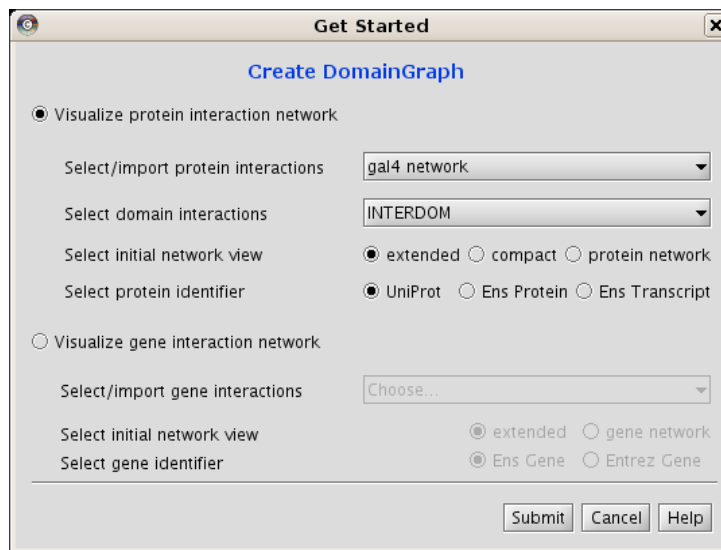 Get Started
Create DomainGraph
Visualize protein interaction network
Select/import protein interactions gal4 network
Select domain interactions INTERDOM
Select initial network view extended compact protein network
Select protein identifier UniProt Ens Protein Ens Transcript
Visualize gene interaction network
Select/import gene interactions Choose...
Select initial network view extended gene network
Select gene identifier Ens Gene Entrez Gene
Submit Cancel Help